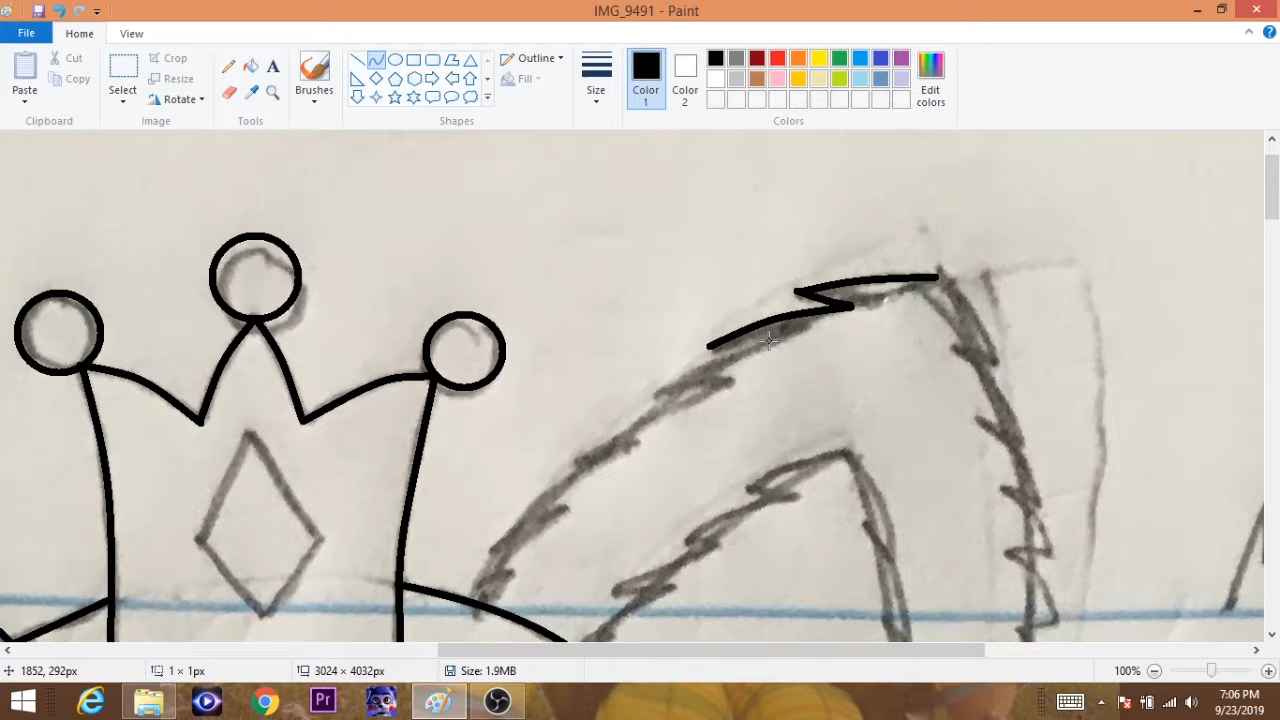 IMG_9491 - Paint
File
Home
View
Paste
Cut
Copy
Clipboard
Select
Crop
Resize
Rotate
Image
A
Tools
Brushes
Outline
Fill
Shapes
Size
Color 1
Color 2
Edit colors
Colors
1852, 292px
1 × 1px
3024 × 4032px
Size: 1.9MB
100%
Pr
7:06 PM
9/23/2019